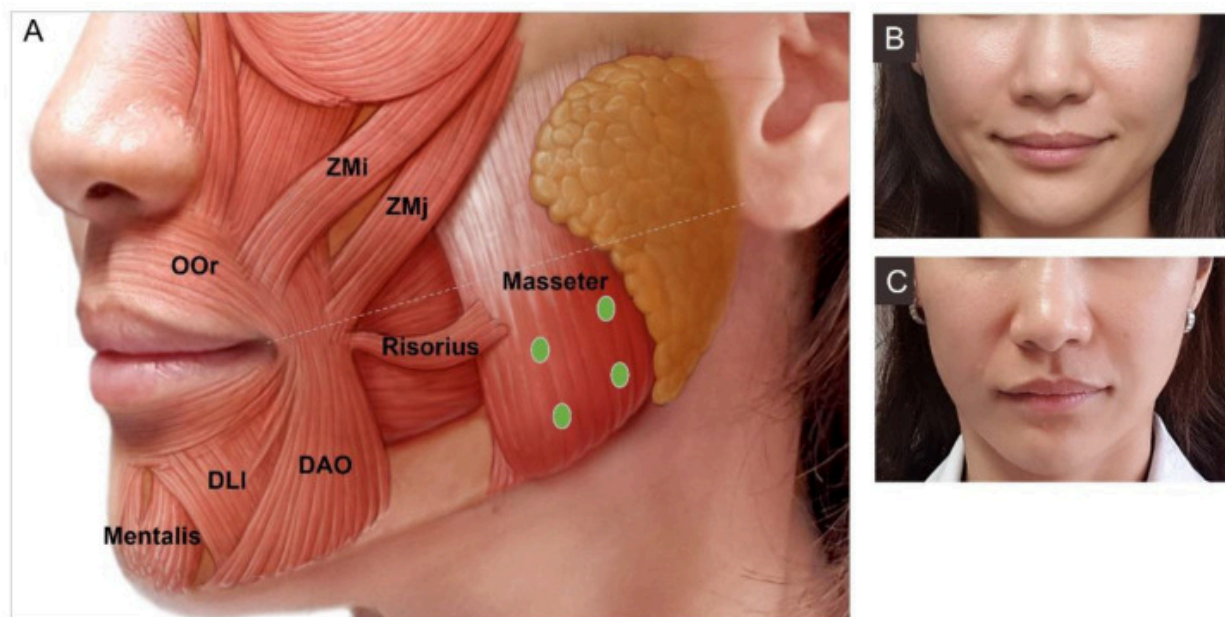 A
B
ZMi
ZMj
OOr
Masseter
C
Risorius
DAO
DLI
Mentalis